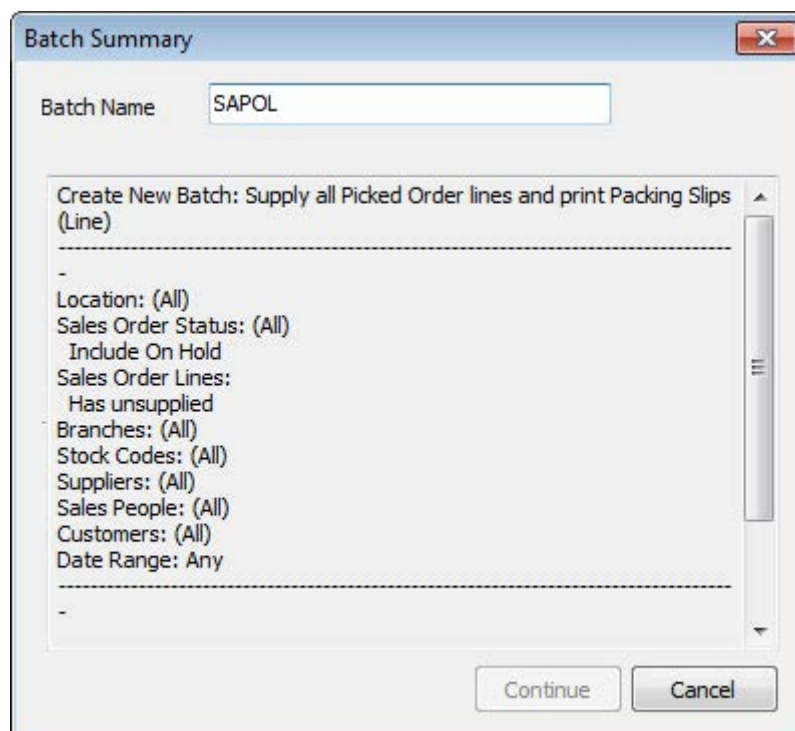 Batch Summary
Batch Name SAPOL
Create New Batch: Supply all Picked Order lines and print Packing Slips
(Line)
--------------------------------------------------------------------------------
-
Location: (All)
Sales Order Status: (All)
Include On Hold
Sales Order Lines:
Has unsupplied
Branches: (All)
Stock Codes: (All)
Suppliers: (All)
Sales People: (All)
Customers: (All)
Date Range: Any
--------------------------------------------------------------------------------
-
Continue Cancel